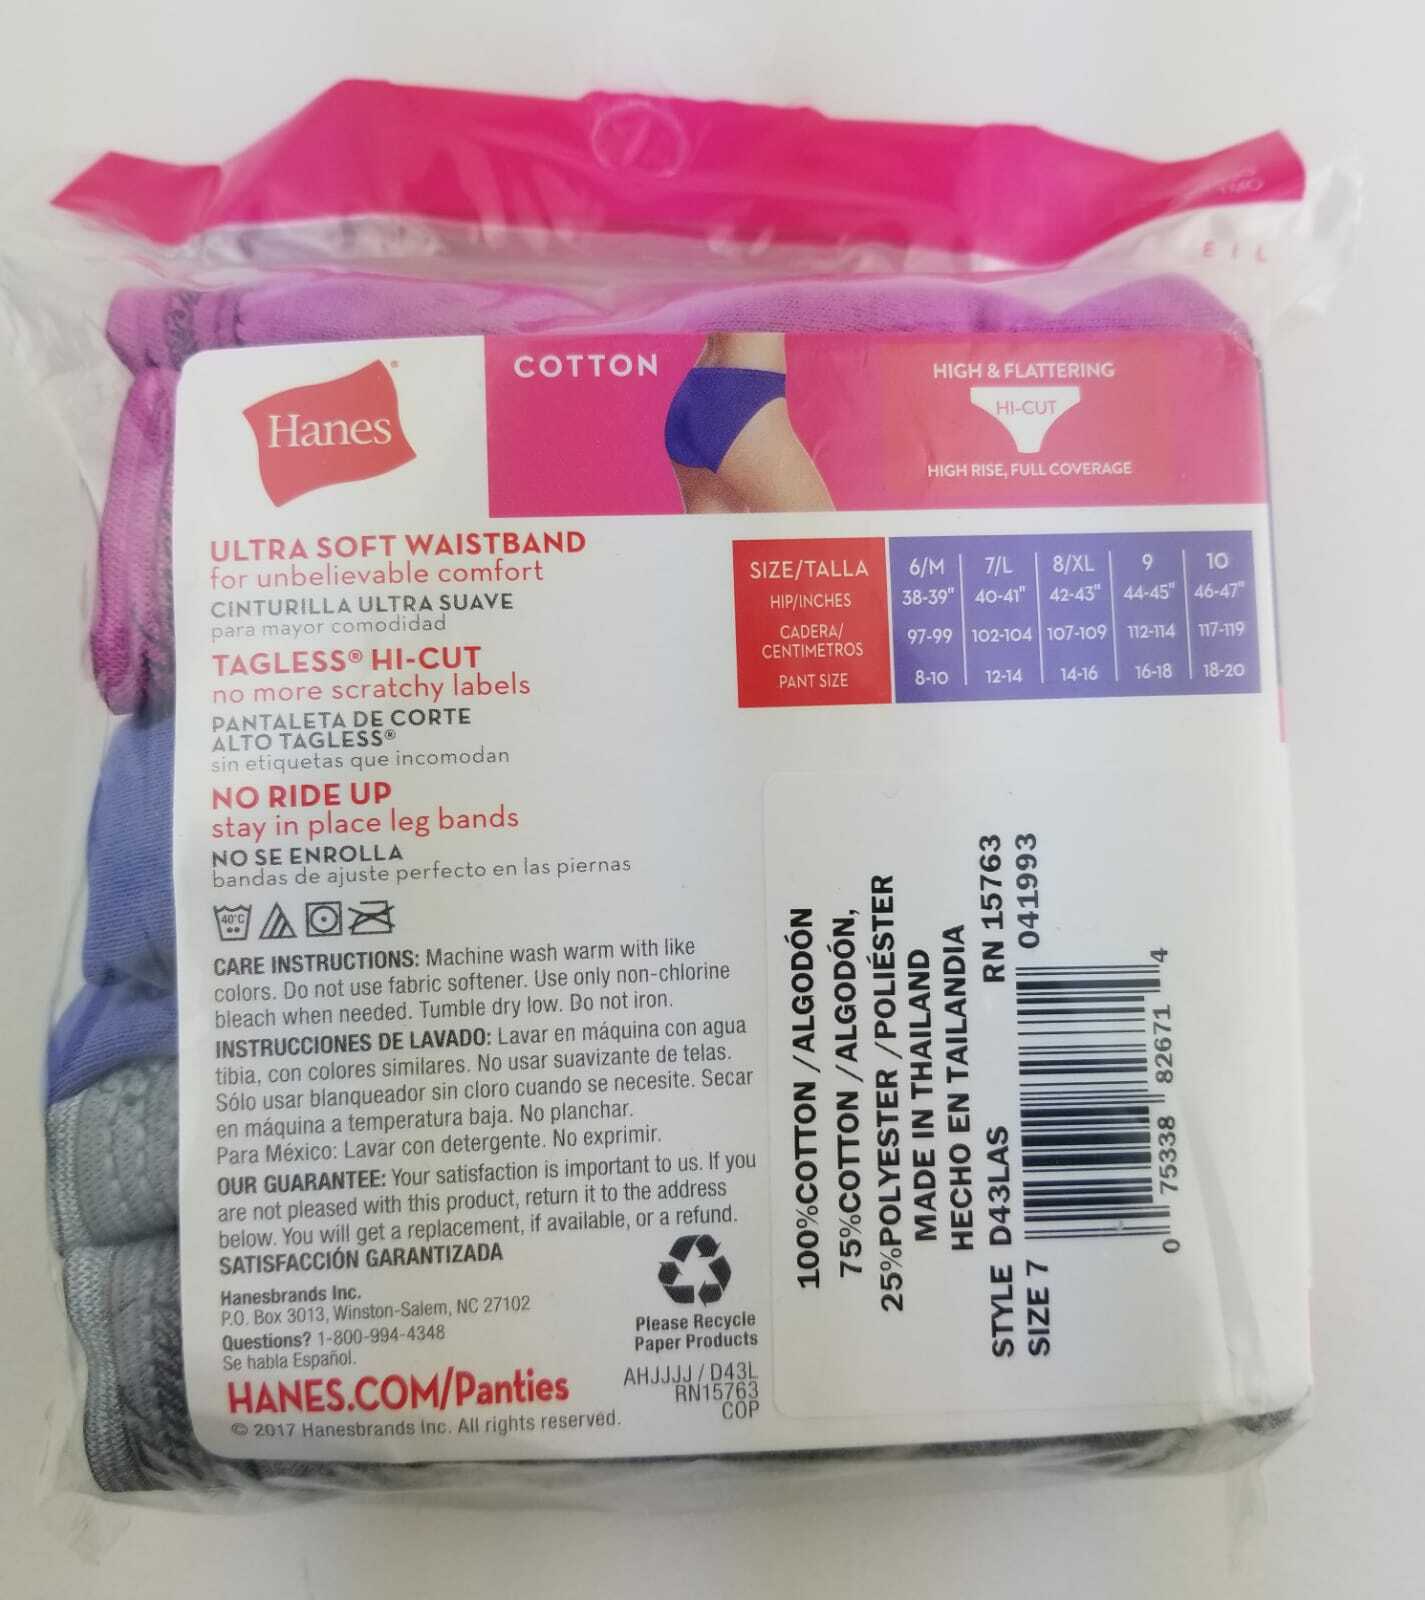 7
E I L
Hanes
COTTON
HIGH & FLATTERING
HI-CUT
HIGH RISE, FULL COVERAGE
ULTRA SOFT WAISTBAND
for unbelievable comfort
CINTURILLA ULTRA SUAVE
para mayor comodidad
TAGLESS® HI-CUT
no more scratchy labels
PANTALETA DE CORTE
ALTO TAGLESS®
sin etiquetas que incomodan
NO RIDE UP
stay in place leg bands
NO SE ENROLLA
bandas de ajuste perfecto en las piernas
SIZE/TALLA 6/M 7/L 8/XL 9 10
HIP/INCHES 38-39" 40-41" 42-43" 44-45" 46-47"
CADERA/
CENTIMETROS 97-99 102-104 107-109 112-114 117-119
PANT SIZE 8-10 12-14 14-16 16-18 18-20
40°C
CARE INSTRUCTIONS: Machine wash warm with like
colors. Do not use fabric softener. Use only non-chlorine
bleach when needed. Tumble dry low. Do not iron.
INSTRUCCIONES DE LAVADO: Lavar en máquina con agua
tibia, con colores similares. No usar suavizante de telas.
Sólo usar blanqueador sin cloro cuando se necesite. Secar
en máquina a temperatura baja. No planchar.
Para México: Lavar con detergente. No exprimir.
OUR GUARANTEE: Your satisfaction is important to us. If you
are not pleased with this product, return it to the address
below. You will get a replacement, if available, or a refund.
SATISFACCIÓN GARANTIZADA
Hanesbrands Inc.
P.O. Box 3013, Winston-Salem, NC 27102
Questions? 1-800-994-4348
Se habla Español.
HANES.COM/Panties
© 2017 Hanesbrands Inc. All rights reserved.
Please Recycle
Paper Products
AHJJJJ / D43L
RN15763
COP
100%COTTON /ALGODÓN
75%COTTON /ALGODÓN,
25%POLYESTER /POLIÉSTER
MADE IN THAILAND
HECHO EN TAILANDIA
STYLE D43LAS RN 15763
SIZE 7 041993
0 75338 82671 4